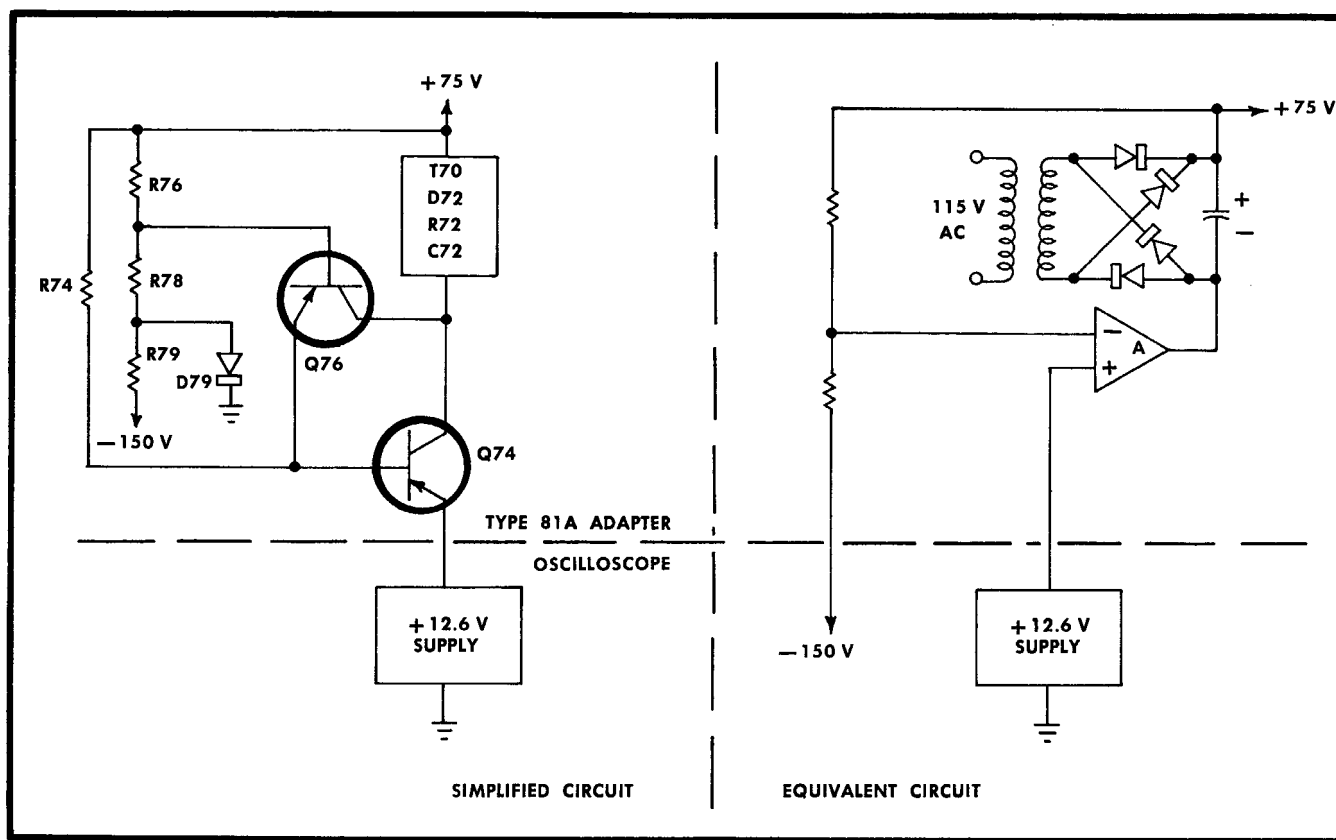 +75 V
R76
T70
D72
R72
C72
R74
R78
R79
D79
Q76
—150 V
Q74
TYPE 81A ADAPTER
OSCILLOSCOPE
+12.6 V
SUPPLY
SIMPLIFIED CIRCUIT
+75 V
115 V
AC
+
−
−
A
+
+12.6 V
SUPPLY
—150 V
EQUIVALENT CIRCUIT